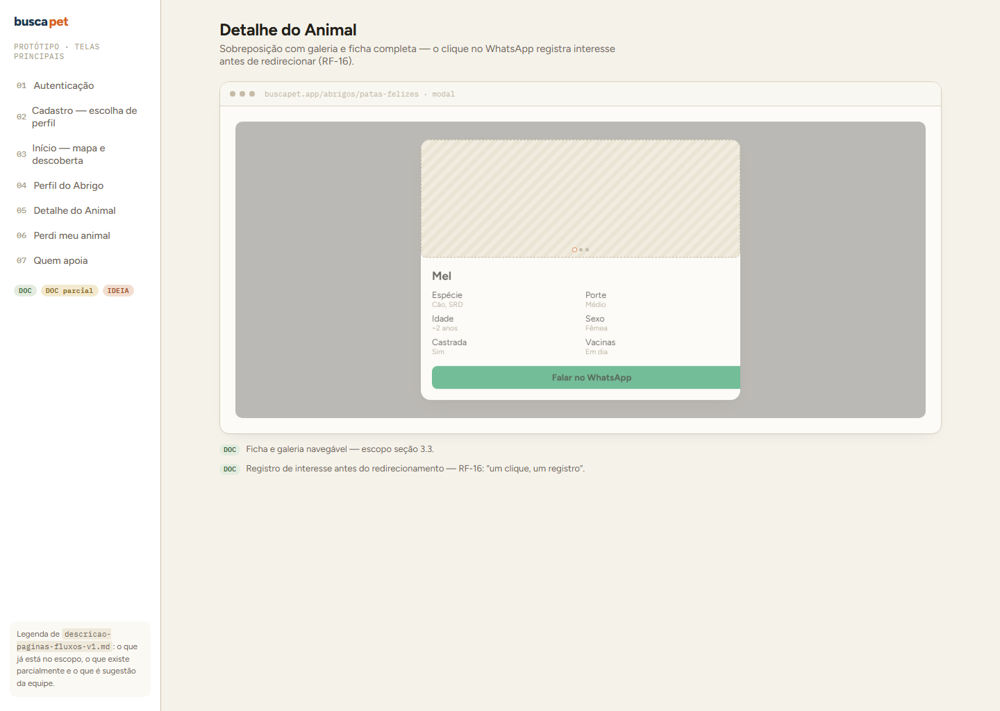 buscapet
PROTÓTIPO · TELAS
PRINCIPAIS
01 Autenticação
02 Cadastro — escolha de
perfil
03 Início — mapa e
descoberta
04 Perfil do Abrigo
05 Detalhe do Animal
06 Perdi meu animal
07 Quem apoia
DOC DOC parcial IDEIA
Legenda de descricao-
paginas-fluxos-v1.md: o que
já está no escopo, o que existe
parcialmente e o que é sugestão
da equipe.
Detalhe do Animal
Sobreposição com galeria e ficha completa — o clique no WhatsApp registra interesse
antes de redirecionar (RF-16).
buscapet.app/abrigos/patas-felizes · modal
Mel
Espécie Porte
Cão, SRD Médio
Idade Sexo
~2 anos Fêmea
Castrada Vacinas
Sim Em dia
Falar no WhatsApp
DOC Ficha e galeria navegável — escopo seção 3.3.
DOC Registro de interesse antes do redirecionamento — RF-16: “um clique, um registro”.